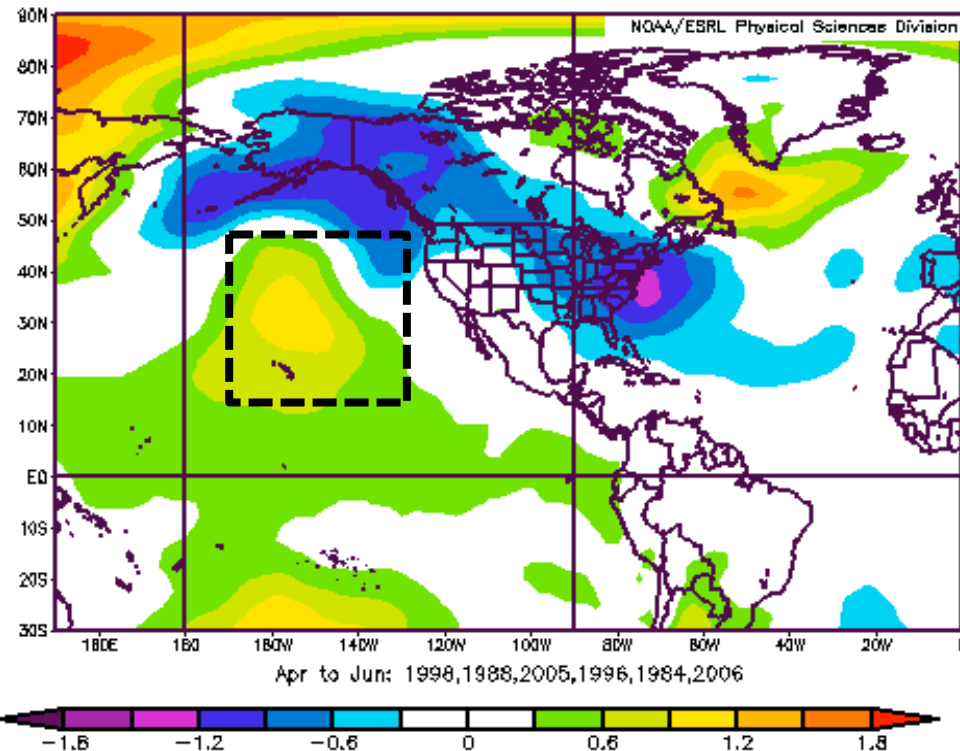 NOAA/ESRL Physical Sciences Division
90N
80N
70N
60N
50N
40N
30N
20N
10N
EQ
10S
20S
30S
160E 180 160W 140W 120W 100W 80W 60W 40W 20W
Apr to Jun: 1998,1988,2005,1996,1984,2006
−1.8 −1.2 −0.6 0 0.6 1.2 1.8